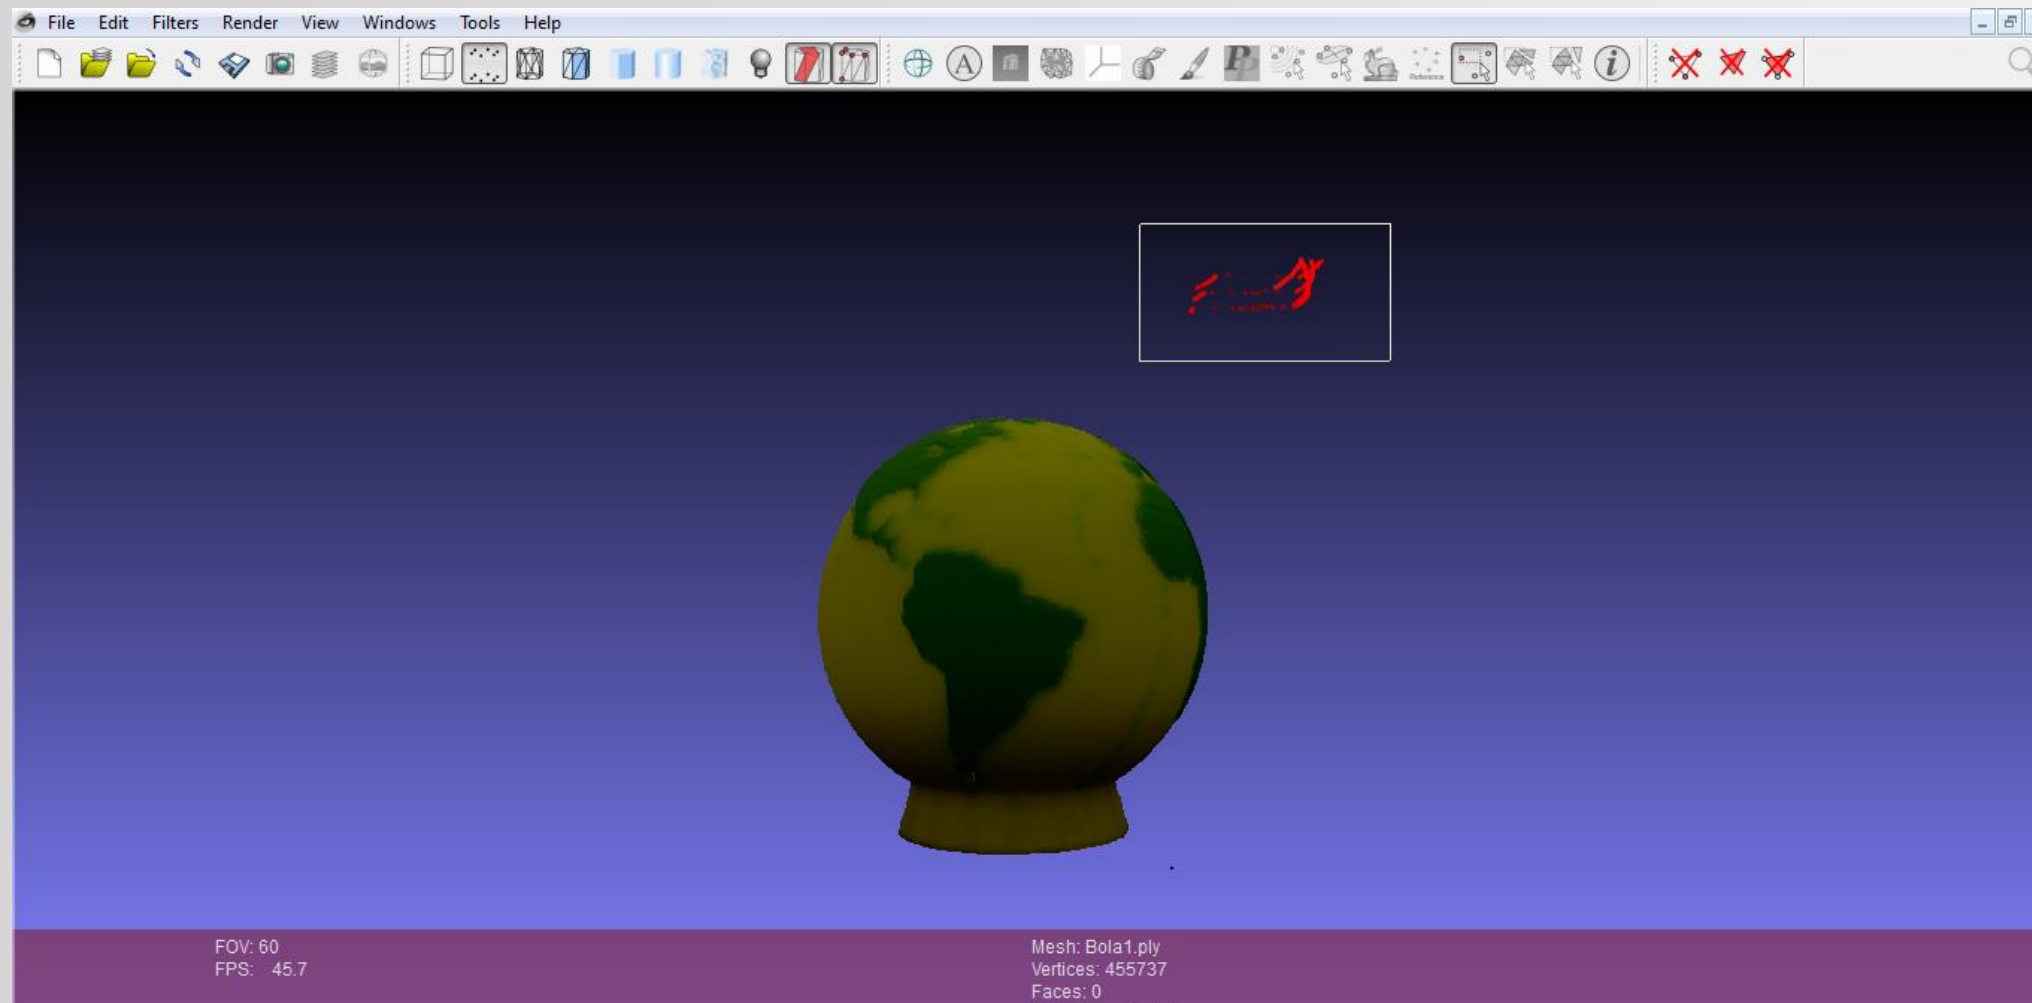 File Edit Filters Render View Windows Tools Help
A
i
Reference
FOV: 60
FPS: 45.7
Mesh: Bola1.ply
Vertices: 455737
Faces: 0